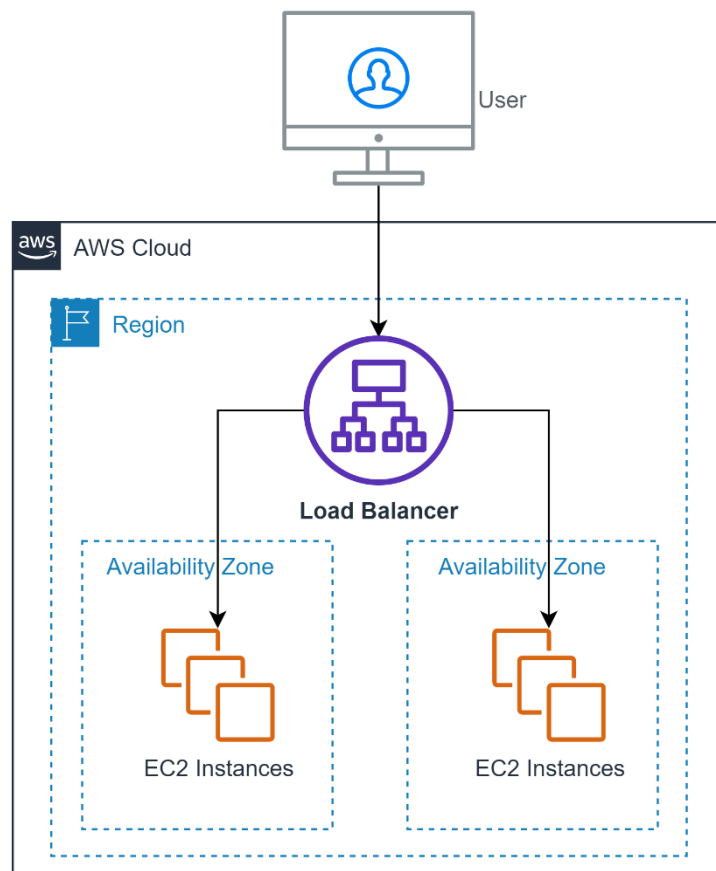 User
aws
AWS Cloud
Region
Load Balancer
Availability Zone
Availability Zone
EC2 Instances
EC2 Instances